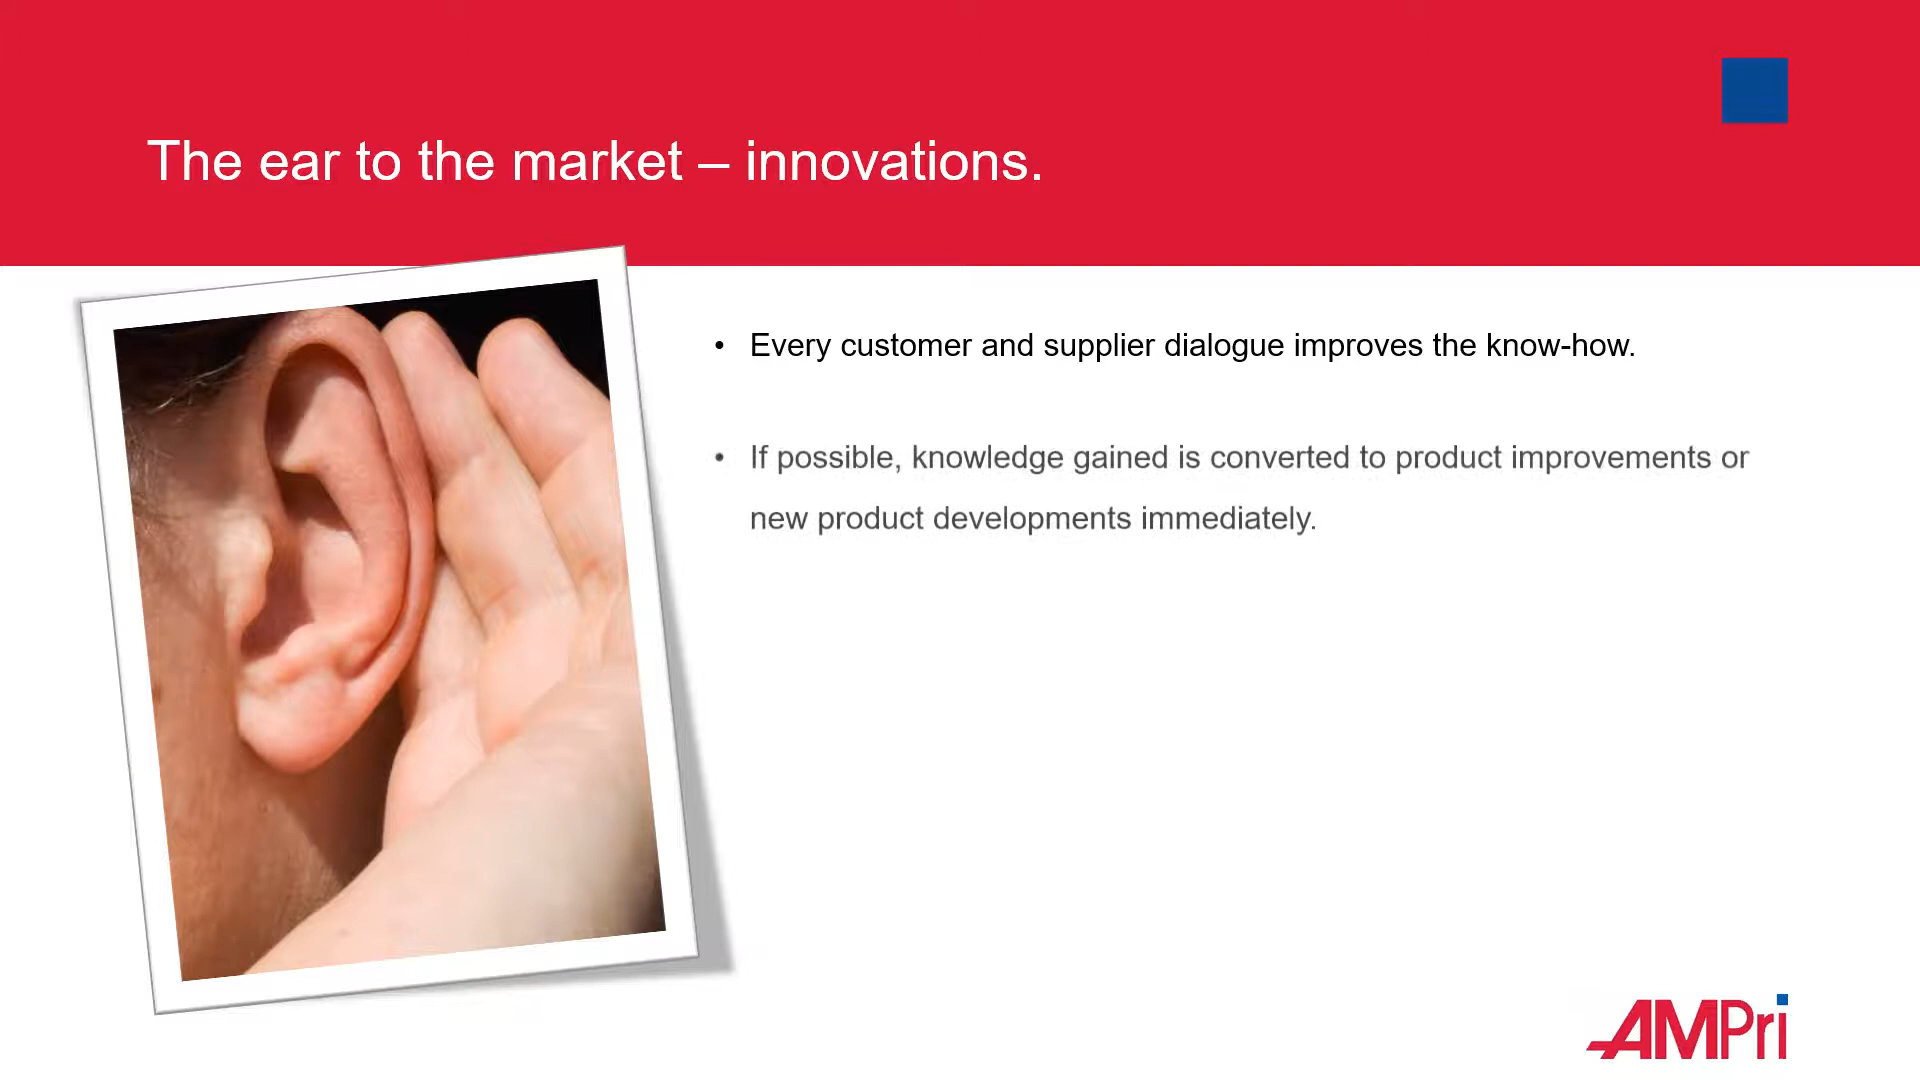 The ear to the market – innovations.
• Every customer and supplier dialogue improves the know-how.
• If possible, knowledge gained is converted to product improvements or
new product developments immediately.
AMPri